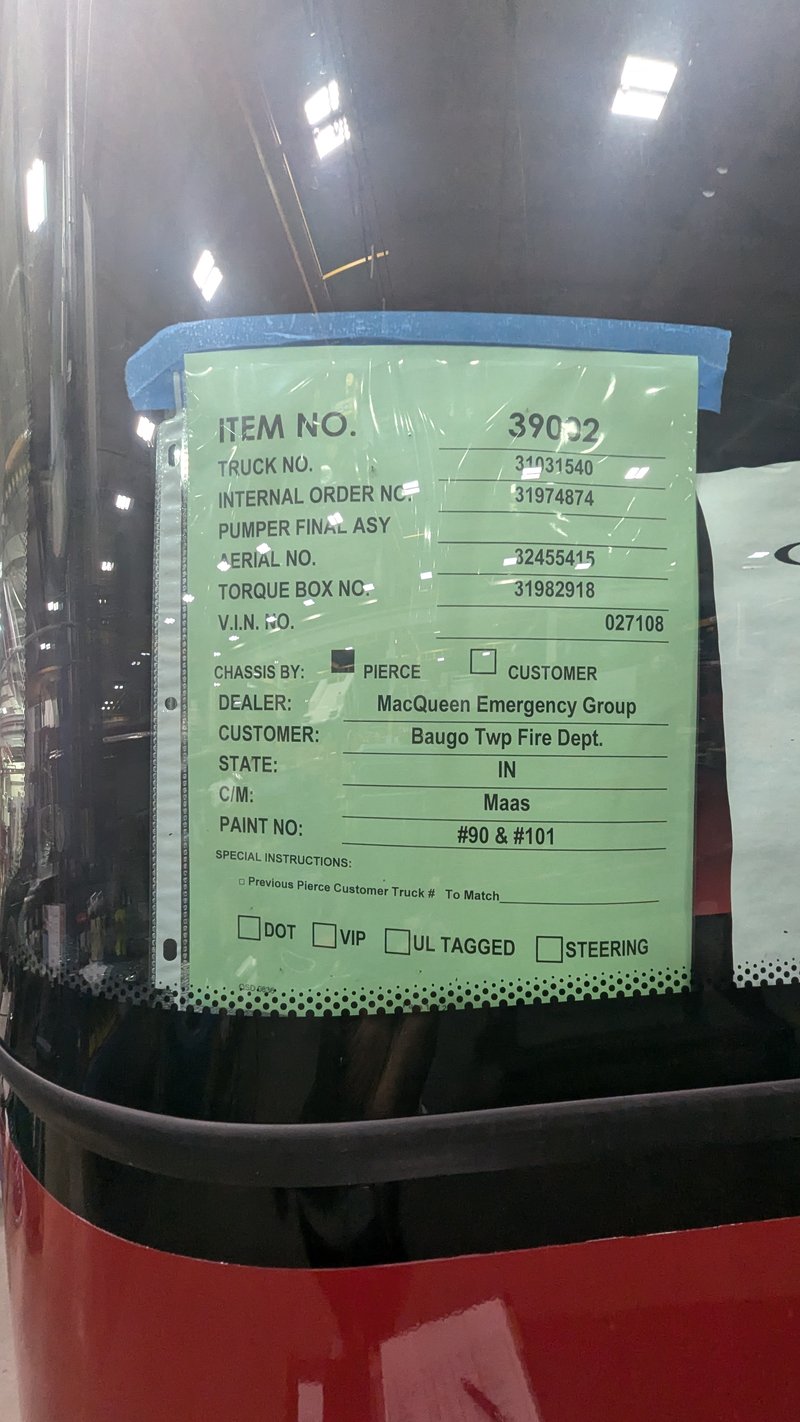 ITEM NO. 39002
TRUCK NO. 31031540
INTERNAL ORDER NO. 31974874
PUMPER FINAL ASY
AERIAL NO. 32455415
TORQUE BOX NO. 31982918
V.I.N. NO. 027108
CHASSIS BY: PIERCE CUSTOMER
DEALER: MacQueen Emergency Group
CUSTOMER: Baugo Twp Fire Dept.
STATE: IN
C/M: Maas
PAINT NO: #90 & #101
SPECIAL INSTRUCTIONS:
Previous Pierce Customer Truck # To Match
DOT VIP UL TAGGED STEERING